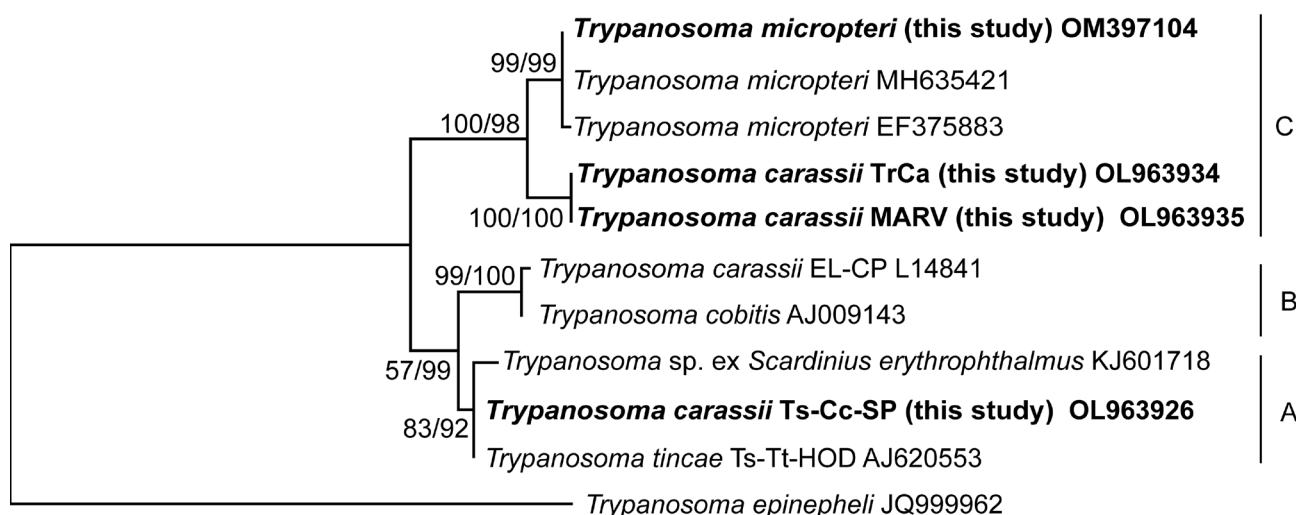 Trypanosoma micropteri (this study) OM397104
99/99
Trypanosoma micropteri MH635421
100/98
Trypanosoma micropteri EF375883
C
Trypanosoma carassii TrCa (this study) OL963934
100/100
Trypanosoma carassii MARV (this study) OL963935
99/100
Trypanosoma carassii EL-CP L14841
B
Trypanosoma cobitis AJ009143
57/99
Trypanosoma sp. ex Scardinius erythrophthalmus KJ601718
83/92
Trypanosoma carassii Ts-Cc-SP (this study) OL963926
A
Trypanosoma tincae Ts-Tt-HOD AJ620553
Trypanosoma epinepheli JQ999962